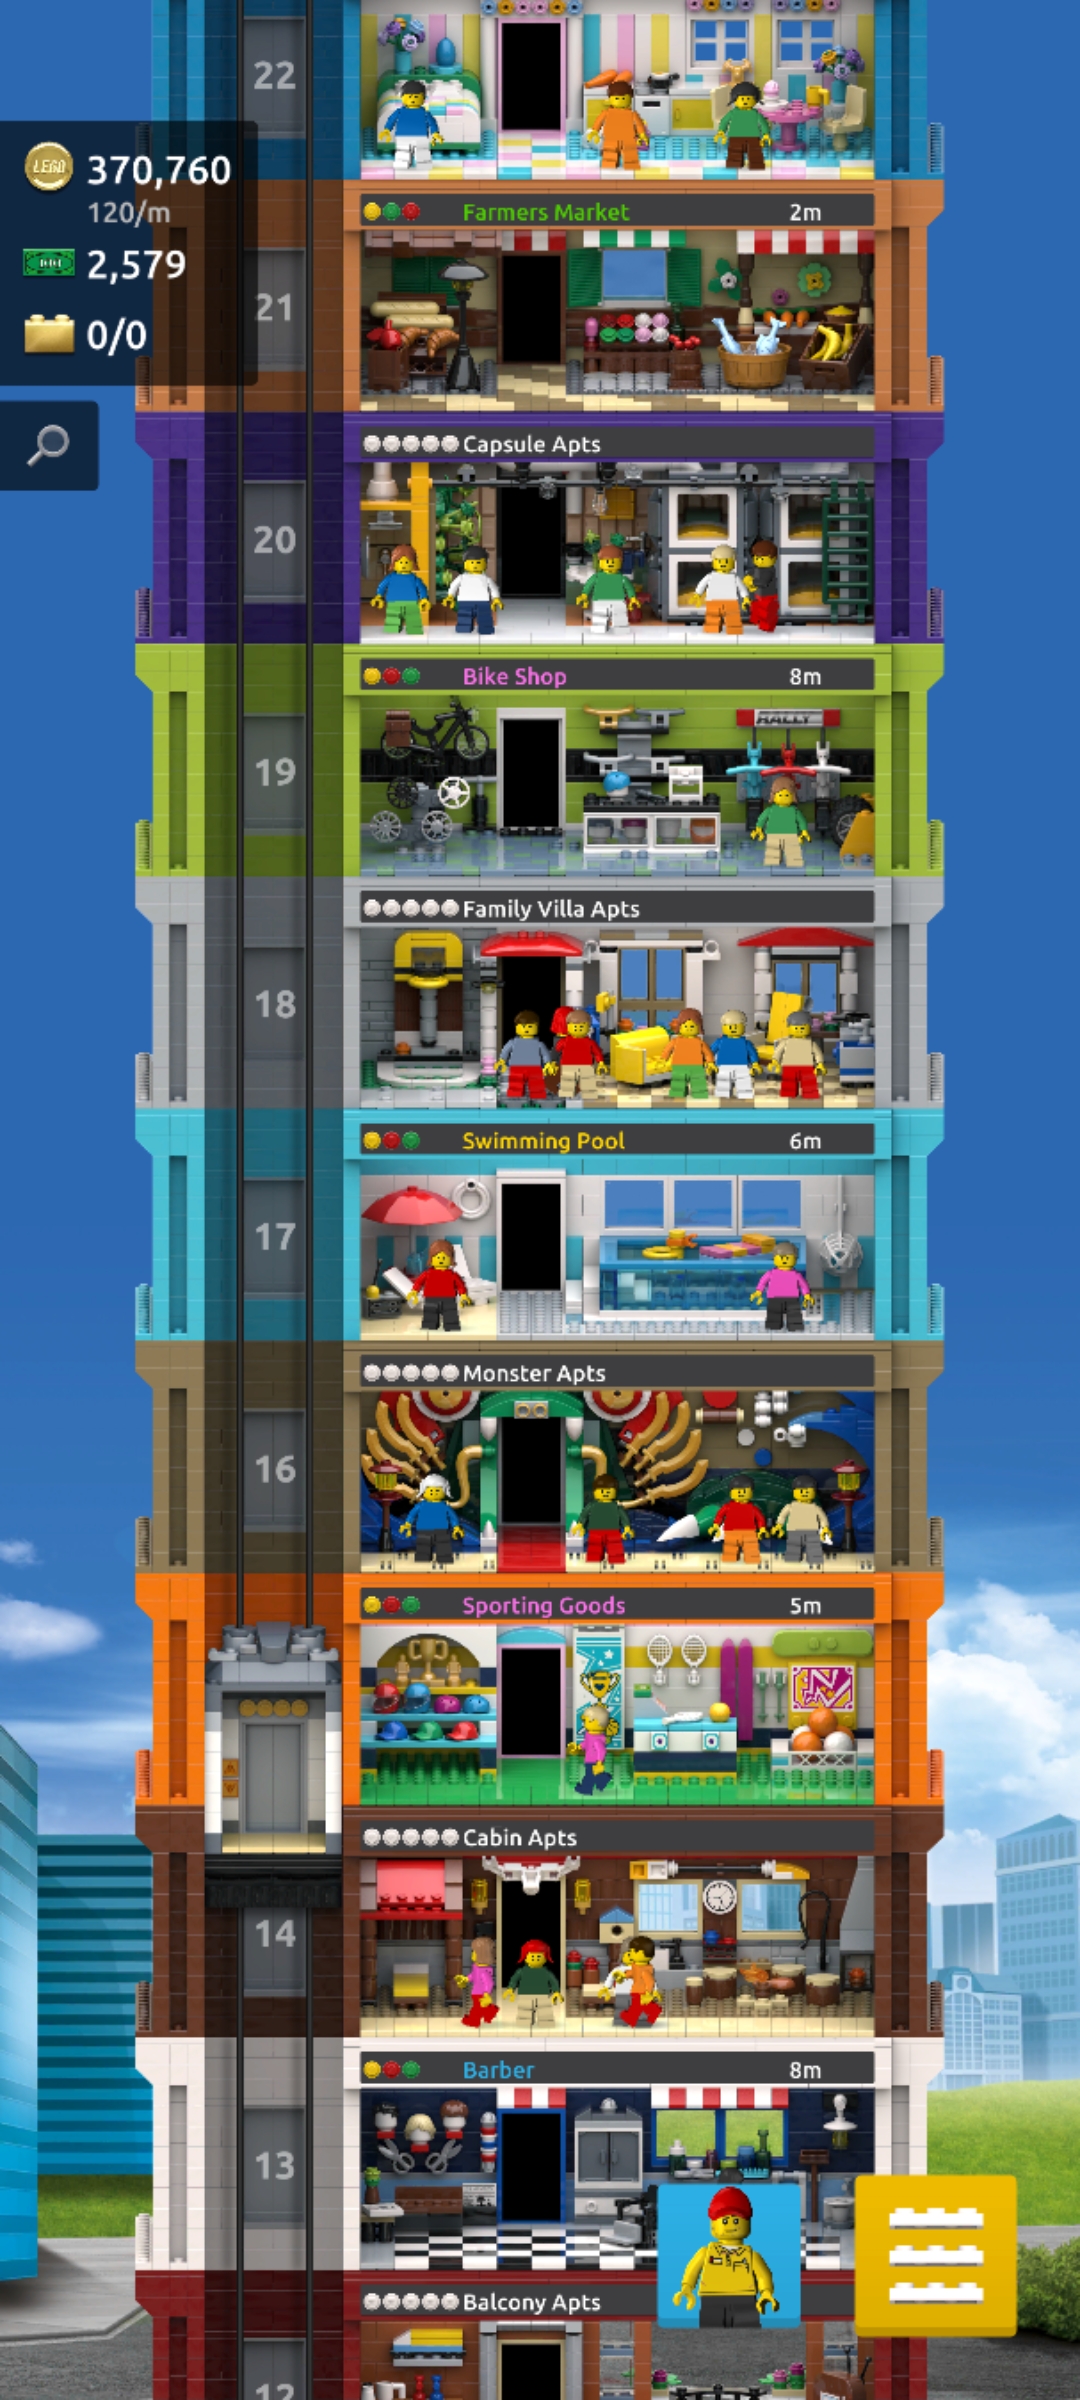 22
LEGO 370,760
120/m
2,579
0/0
Farmers Market 2m
21
Capsule Apts
20
Bike Shop 8m
RALLY
19
Family Villa Apts
18
Swimming Pool 6m
17
Monster Apts
16
Sporting Goods 5m
N
Cabin Apts
14
Barber 8m
13
Balcony Apts
12